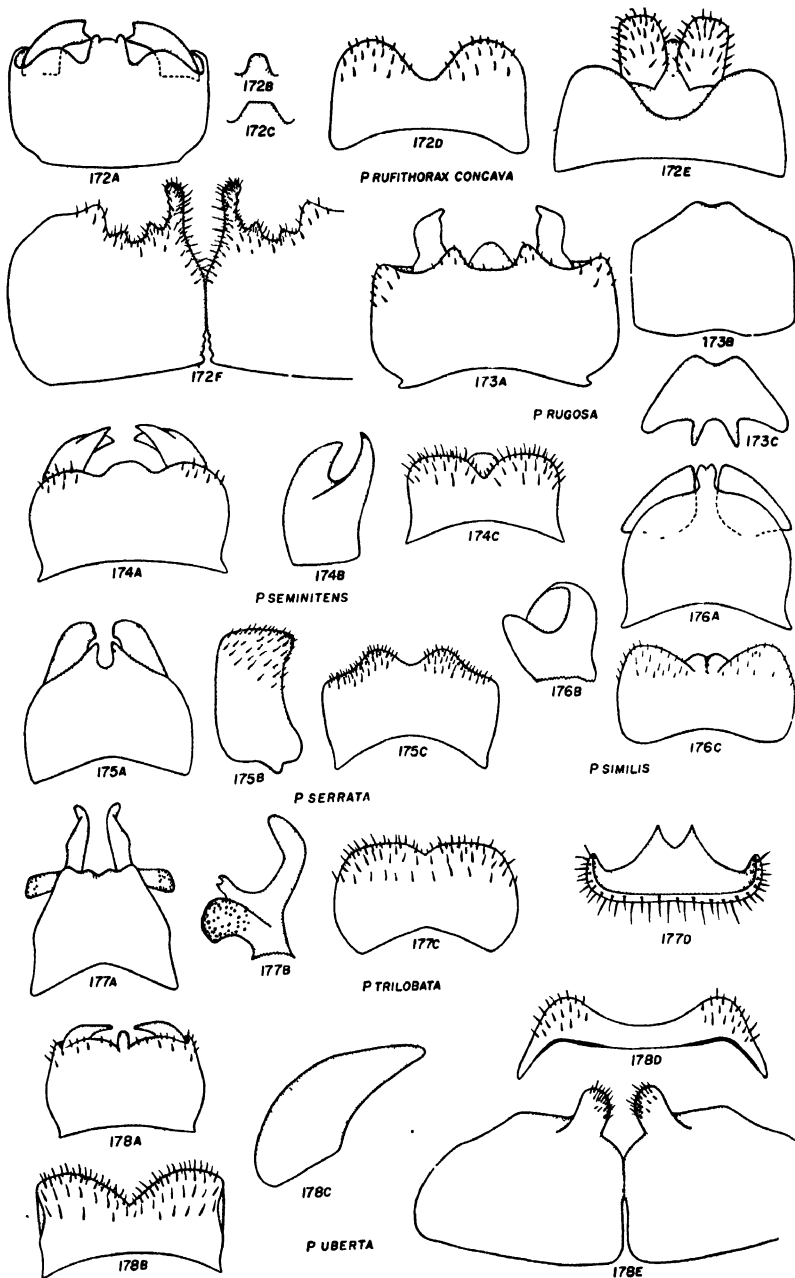 172A
172B
172C
172D
172E
P RUFITHORAX CONCAVA
172F
173A
173B
P RUGOSA
173C
174A
174B
174C
P SEMINITENS
176A
175A
175B
175C
176B
176C
P SERRATA
P SIMILIS
177A
177B
177C
177D
P TRILOBATA
178A
178D
178B
178C
P UBERTA
178E